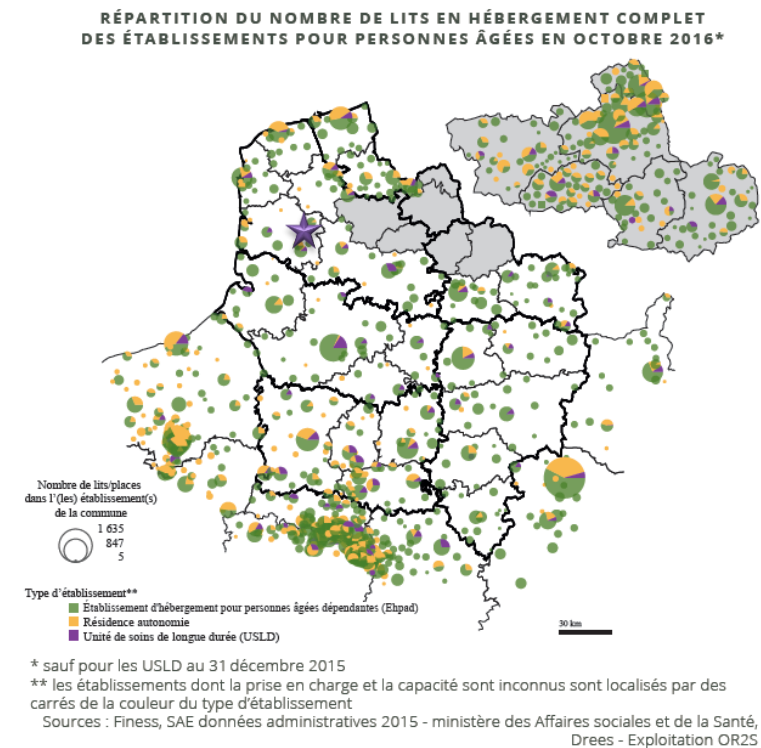 RÉPARTITION DU NOMBRE DE LITS EN HÉBERGEMENT COMPLET
DES ÉTABLISSEMENTS POUR PERSONNES ÂGÉES EN OCTOBRE 2016*
Nombre de lits/places
dans l'(les) établissement(s)
de la commune
1 635
847
5
Type d'établissement**
Établissement d'hébergement pour personnes âgées dépendantes (Ehpad)
Résidence autonomie
Unité de soins de longue durée (USLD)
30 km
* sauf pour les USLD au 31 décembre 2015
** les établissements dont la prise en charge et la capacité sont inconnus sont localisés par des
carrés de la couleur du type d'établissement
Sources : Finess, SAE données administratives 2015 - ministère des Affaires sociales et de la Santé,
Drees - Exploitation OR2S